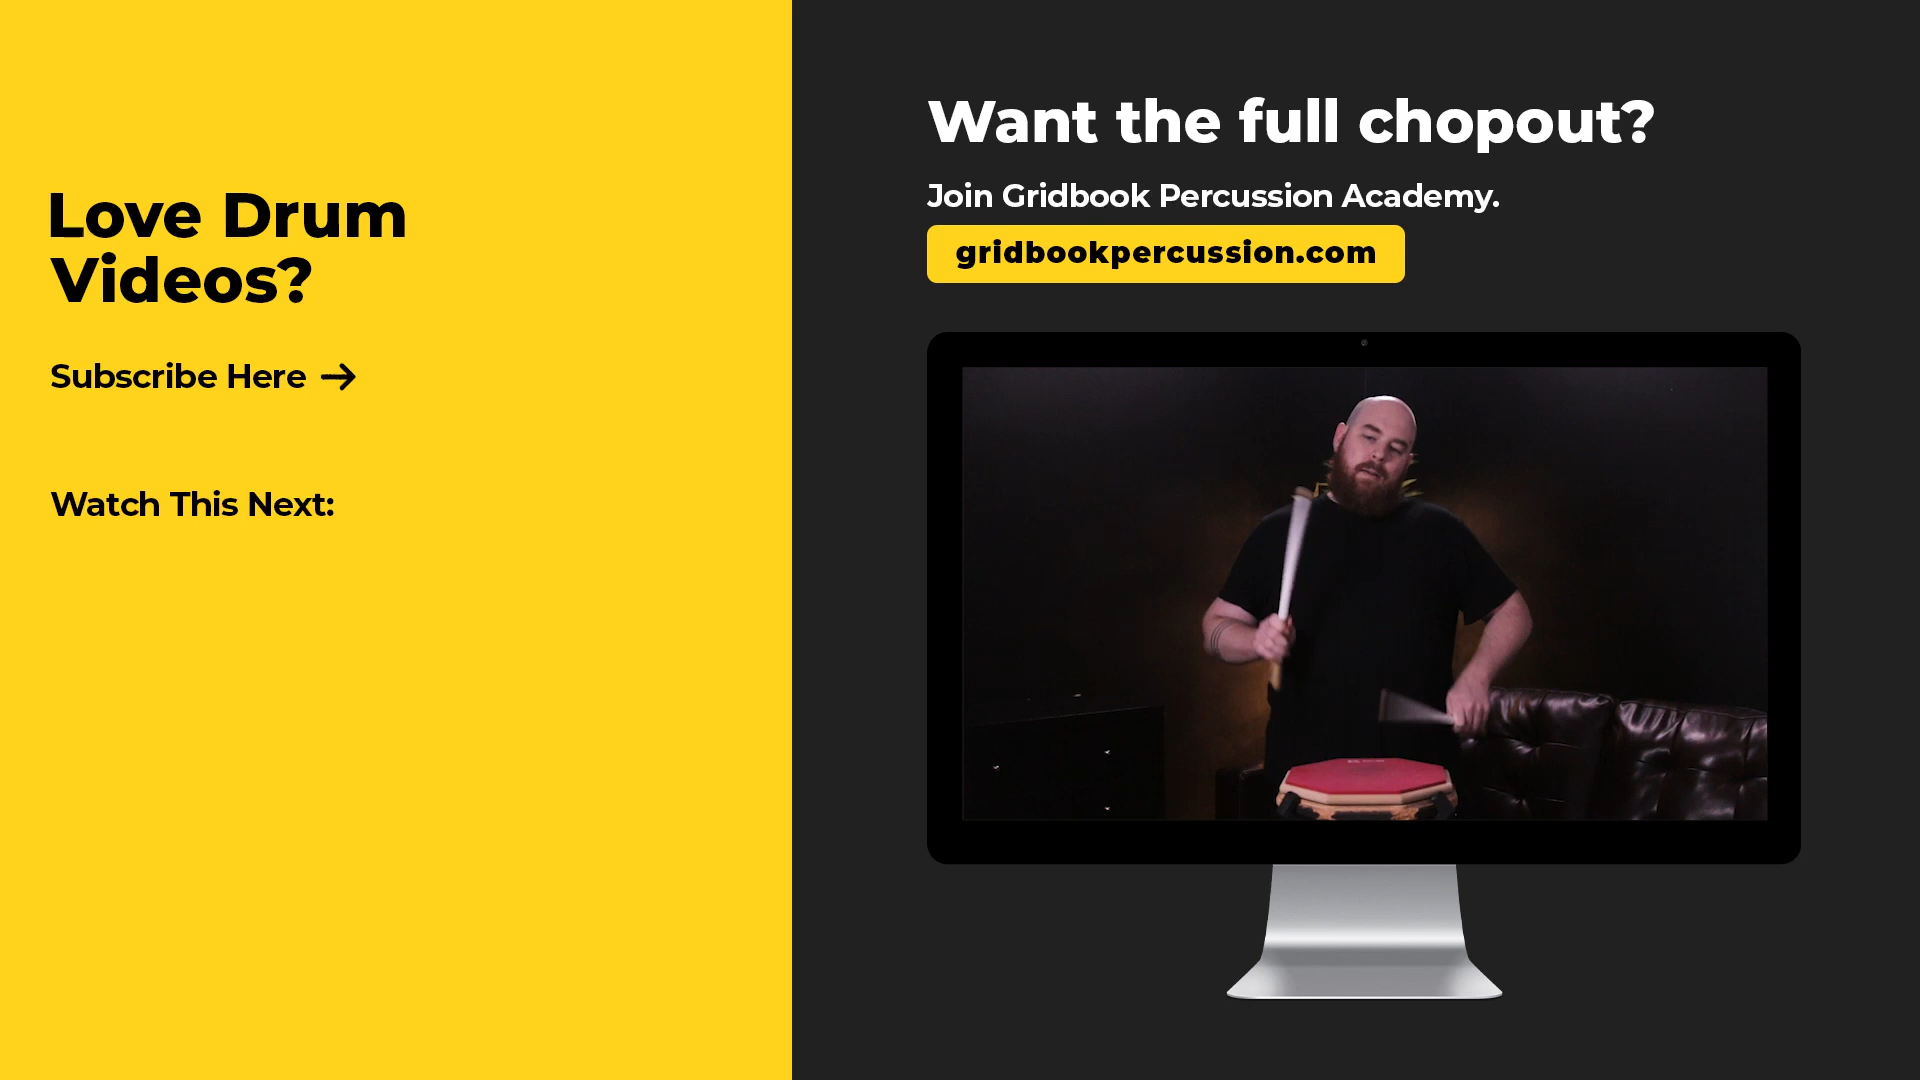 Love Drum
Videos?
Subscribe Here →
Watch This Next:
Want the full chopout?
Join Gridbook Percussion Academy.
gridbookpercussion.com